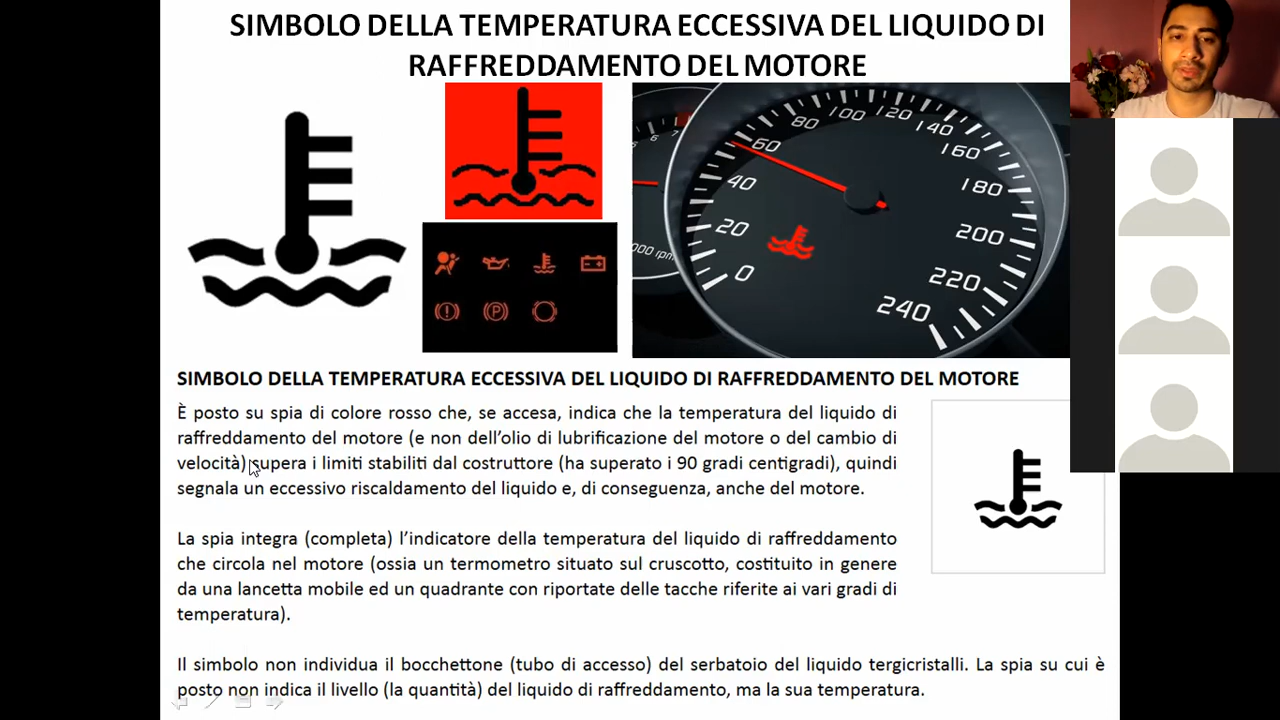 SIMBOLO DELLA TEMPERATURA ECCESSIVA DEL LIQUIDO DI
RAFFREDDAMENTO DEL MOTORE
0
20
40
60
80
100
120
140
160
180
200
220
240
6
7
000 rpm
P
SIMBOLO DELLA TEMPERATURA ECCESSIVA DEL LIQUIDO DI RAFFREDDAMENTO DEL MOTORE
È posto su spia di colore rosso che, se accesa, indica che la temperatura del liquido di
raffreddamento del motore (e non dell’olio di lubrificazione del motore o del cambio di
velocità) supera i limiti stabiliti dal costruttore (ha superato i 90 gradi centigradi), quindi
segnala un eccessivo riscaldamento del liquido e, di conseguenza, anche del motore.
La spia integra (completa) l’indicatore della temperatura del liquido di raffreddamento
che circola nel motore (ossia un termometro situato sul cruscotto, costituito in genere
da una lancetta mobile ed un quadrante con riportate delle tacche riferite ai vari gradi di
temperatura).
Il simbolo non individua il bocchettone (tubo di accesso) del serbatoio del liquido tergicristalli. La spia su cui è
posto non indica il livello (la quantità) del liquido di raffreddamento, ma la sua temperatura.